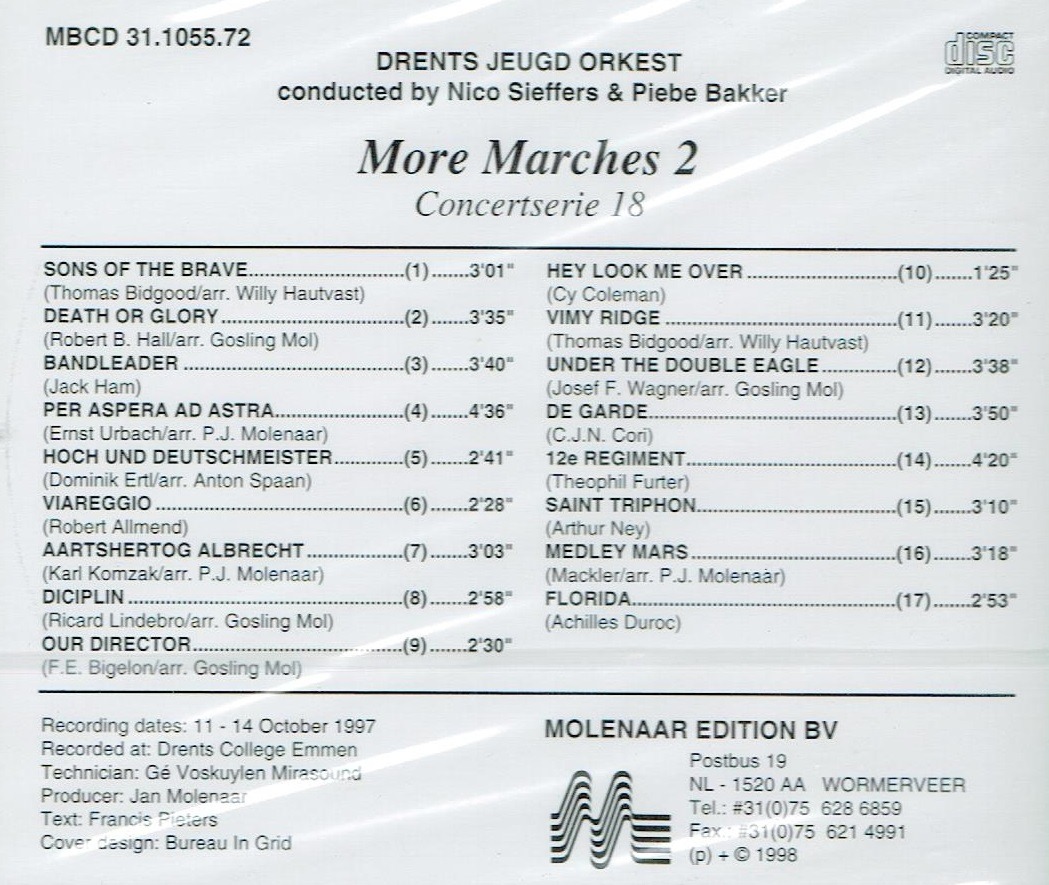 MBCD 31.1055.72
COMPACT
disc
DIGITAL AUDIO
DRENTS JEUGD ORKEST
conducted by Nico Sieffers & Piebe Bakker
More Marches 2
Concertserie 18
SONS OF THE BRAVE..........................(1).......3'01"
(Thomas Bidgood/arr. Willy Hautvast)
DEATH OR GLORY...............................(2).......3'35"
(Robert B. Hall/arr. Gosling Mol)
BANDLEADER .....................................(3).......3'40"
(Jack Ham)
PER ASPERA AD ASTRA......................(4).......4'36"
(Ernst Urbach/arr. P.J. Molenaar)
HOCH UND DEUTSCHMEISTER............(5).......2'41"
(Dominik Ertl/arr. Anton Spaan)
VIAREGGIO ..........................................(6).......2'28"
(Robert Allmend)
AARTSHERTOG ALBRECHT ................(7).......3'03"
(Karl Komzak/arr. P.J. Molenaar)
DICIPLIN ..............................................(8).......2'58"
(Ricard Lindebro/arr. Gosling Mol)
OUR DIRECTOR...................................(9).......2'30"
(F.E. Bigelon/arr. Gosling Mol)
HEY LOOK ME OVER .........................(10).......1'25"
(Cy Coleman)
VIMY RIDGE .......................................(11).......3'20"
(Thomas Bidgood/arr. Willy Hautvast)
UNDER THE DOUBLE EAGLE.............(12).......3'38"
(Josef F. Wagner/arr. Gosling Mol)
DE GARDE..........................................(13).......3'50"
(C.J.N. Cori)
12e REGIMENT...................................(14).......4'20"
(Theophil Furter)
SAINT TRIPHON.................................(15).......3'10"
(Arthur Ney)
MEDLEY MARS...................................(16).......3'18"
(Mackler/arr. P.J. Molenaar)
FLORIDA............................................(17).......2'53"
(Achilles Duroc)
Recording dates: 11 - 14 October 1997
Recorded at: Drents College Emmen
Technician: Gé Voskuylen Mirasound
Producer: Jan Molenaar
Text: Francis Pieters
Cover design: Bureau In Grid
MOLENAAR EDITION BV
Postbus 19
NL - 1520 AA WORMERVEER
Tel.: #31(0)75 628 6859
Fax.: #31(0)75 621 4991
(p) + © 1998